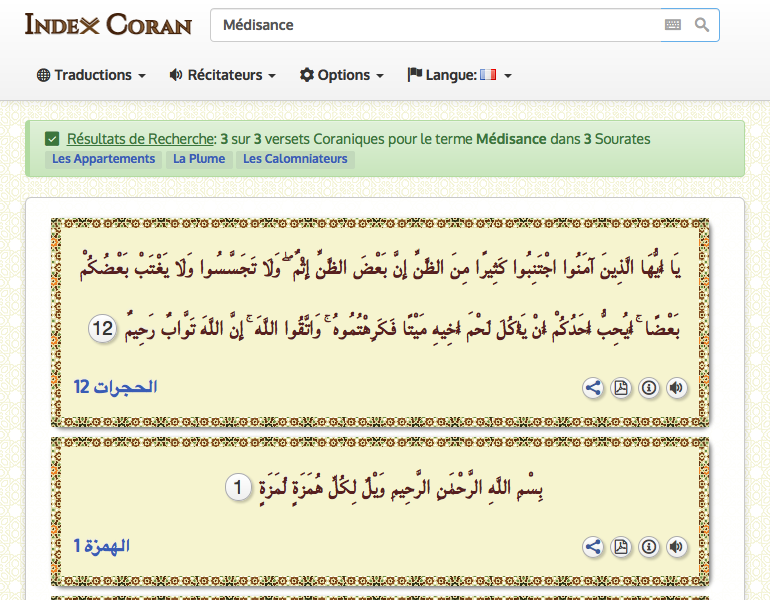 INDEX CORAN
Médisance
Traductions
Récitateurs
Options
Langue:
Résultats de Recherche: 3 sur 3 versets Coraniques pour le terme Médisance dans 3 Sourates
Les Appartements La Plume Les Calomniateurs
يَا أَيُّهَا الَّذِينَ آمَنُوا اجْتَنِبُوا كَثِيرًا مِنَ الظَّنِّ إِنَّ بَعْضَ الظَّنِّ إِثْمٌ ۖ وَلَا تَجَسَّسُوا وَلَا يَغْتَبْ بَعْضُكُمْ
بَعْضًا ۚ أَيُحِبُّ أَحَدُكُمْ أَنْ يَأْكُلَ لَحْمَ أَخِيهِ مَيْتًا فَكَرِهْتُمُوهُ ۚ وَاتَّقُوا اللَّهَ ۚ إِنَّ اللَّهَ تَوَّابٌ رَحِيمٌ 12
الحجرات 12
بِسْمِ اللَّهِ الرَّحْمَٰنِ الرَّحِيمِ وَيْلٌ لِكُلِّ هُمَزَةٍ لُمَزَةٍ 1
الهمزة 1